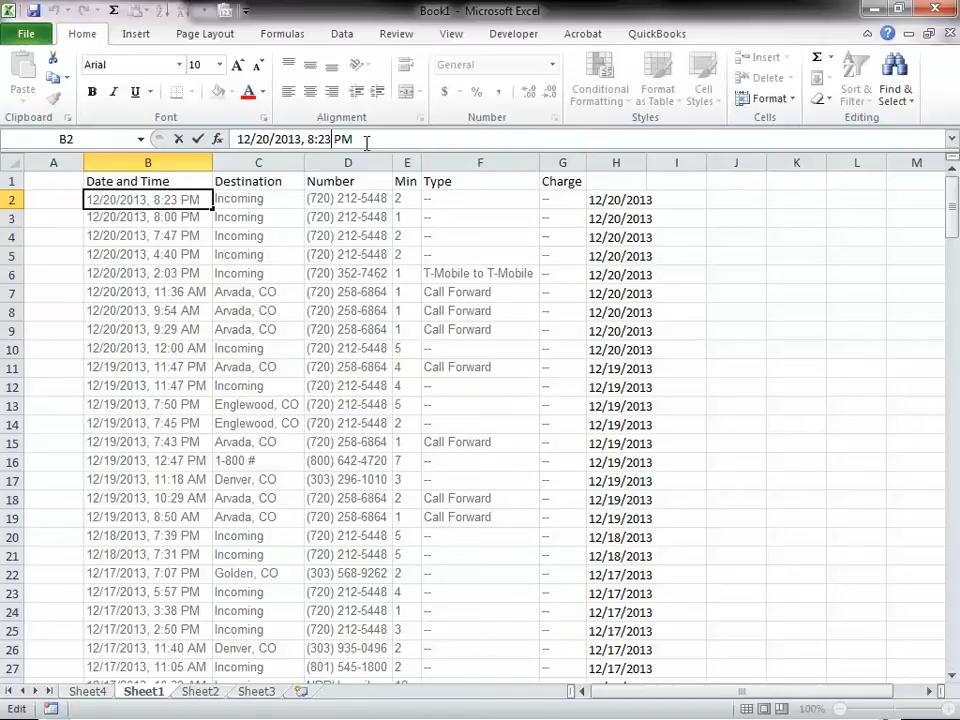 Book1 - Microsoft Excel
File Home Insert Page Layout Formulas Data Review View Developer Acrobat QuickBooks
Paste
Arial 10
B I U A
General
$ % ,
Conditional Formatting Format as Table Cell Styles
Insert
Delete
Format
Sort & Filter Find & Select
Clipboard Font Alignment Number Styles Cells Editing
B2 fx 12/20/2013, 8:23 PM
A B C D E F G H I J K L M
1 Date and Time Destination Number Min Type Charge
2 12/20/2013, 8:23 PM Incoming (720) 212-5448 2 -- -- 12/20/2013
3 12/20/2013, 8:00 PM Incoming (720) 212-5448 1 -- -- 12/20/2013
4 12/20/2013, 7:47 PM Incoming (720) 212-5448 2 -- -- 12/20/2013
5 12/20/2013, 4:40 PM Incoming (720) 212-5448 2 -- -- 12/20/2013
6 12/20/2013, 2:03 PM Incoming (720) 352-7462 1 T-Mobile to T-Mobile -- 12/20/2013
7 12/20/2013, 11:36 AM Arvada, CO (720) 258-6864 1 Call Forward -- 12/20/2013
8 12/20/2013, 9:54 AM Arvada, CO (720) 258-6864 1 Call Forward -- 12/20/2013
9 12/20/2013, 9:29 AM Arvada, CO (720) 258-6864 1 Call Forward -- 12/20/2013
10 12/20/2013, 12:00 AM Incoming (720) 212-5448 5 -- -- 12/20/2013
11 12/19/2013, 11:47 PM Arvada, CO (720) 258-6864 4 Call Forward -- 12/19/2013
12 12/19/2013, 11:47 PM Incoming (720) 212-5448 4 -- -- 12/19/2013
13 12/19/2013, 7:50 PM Englewood, CO (720) 212-5448 5 -- -- 12/19/2013
14 12/19/2013, 7:45 PM Englewood, CO (720) 212-5448 2 -- -- 12/19/2013
15 12/19/2013, 7:43 PM Arvada, CO (720) 258-6864 1 Call Forward -- 12/19/2013
16 12/19/2013, 12:47 PM 1-800 # (800) 642-4720 7 -- -- 12/19/2013
17 12/19/2013, 11:18 AM Denver, CO (303) 296-1010 3 -- -- 12/19/2013
18 12/19/2013, 10:29 AM Arvada, CO (720) 258-6864 2 Call Forward -- 12/19/2013
19 12/19/2013, 8:50 AM Arvada, CO (720) 258-6864 1 Call Forward -- 12/19/2013
20 12/18/2013, 7:39 PM Incoming (720) 212-5448 5 -- -- 12/18/2013
21 12/18/2013, 7:31 PM Incoming (720) 212-5448 5 -- -- 12/18/2013
22 12/17/2013, 7:07 PM Golden, CO (303) 568-9262 2 -- -- 12/17/2013
23 12/17/2013, 5:57 PM Incoming (720) 212-5448 4 -- -- 12/17/2013
24 12/17/2013, 3:38 PM Incoming (720) 212-5448 1 -- -- 12/17/2013
25 12/17/2013, 2:50 PM Incoming (720) 212-5448 3 -- -- 12/17/2013
26 12/17/2013, 11:40 AM Denver, CO (303) 935-0496 2 -- -- 12/17/2013
27 12/17/2013, 11:05 AM Incoming (801) 545-1800 2 -- -- 12/17/2013
Sheet4 Sheet1 Sheet2 Sheet3
Edit 100%